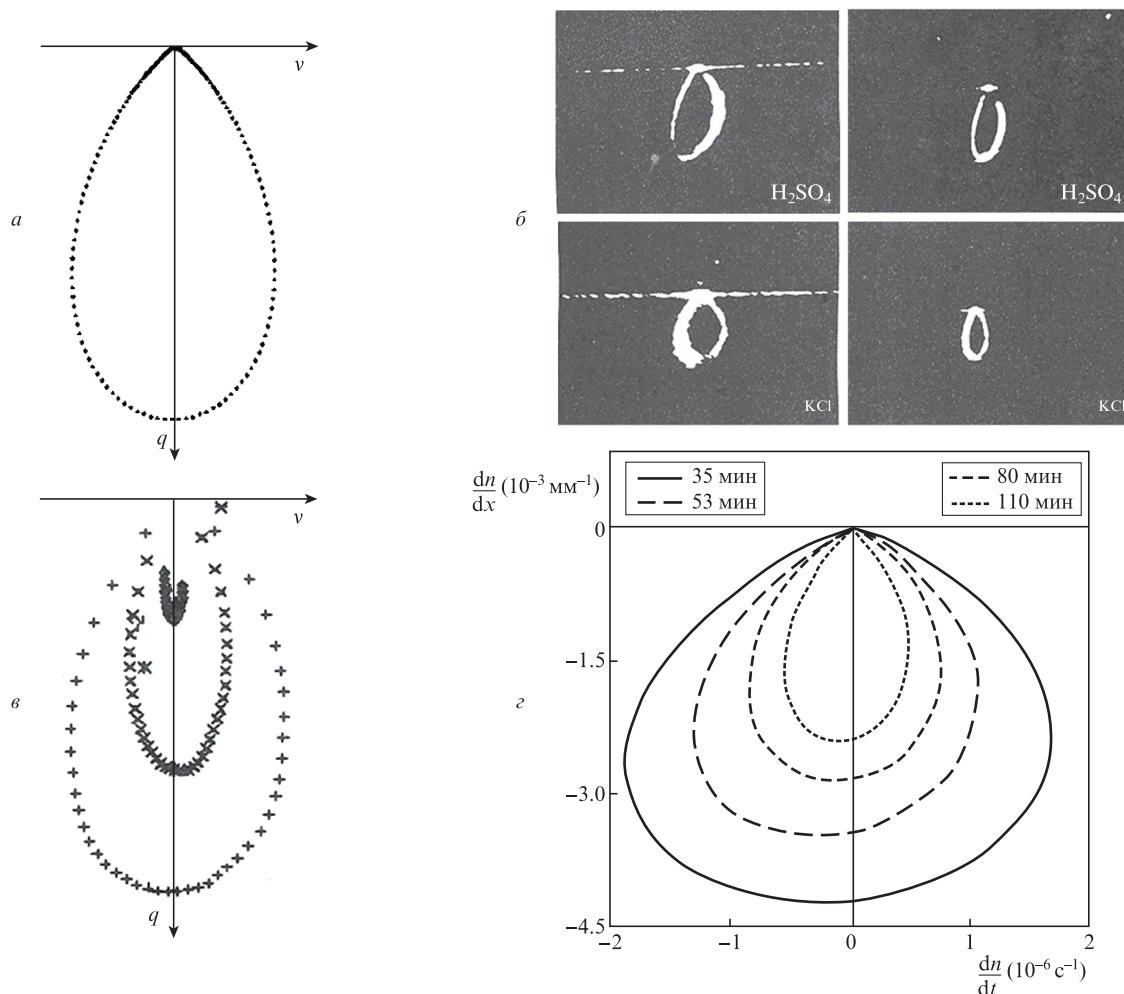 v
q
а
H₂SO₄
H₂SO₄
б
KCl
KCl
v
q
в
dn/dx (10⁻³ мм⁻¹)
35 мин
53 мин
80 мин
110 мин
0
−1.5
−3.0
−4.5
г
−2 −1 0 1 2
dn/dt (10⁻⁶ с⁻¹)